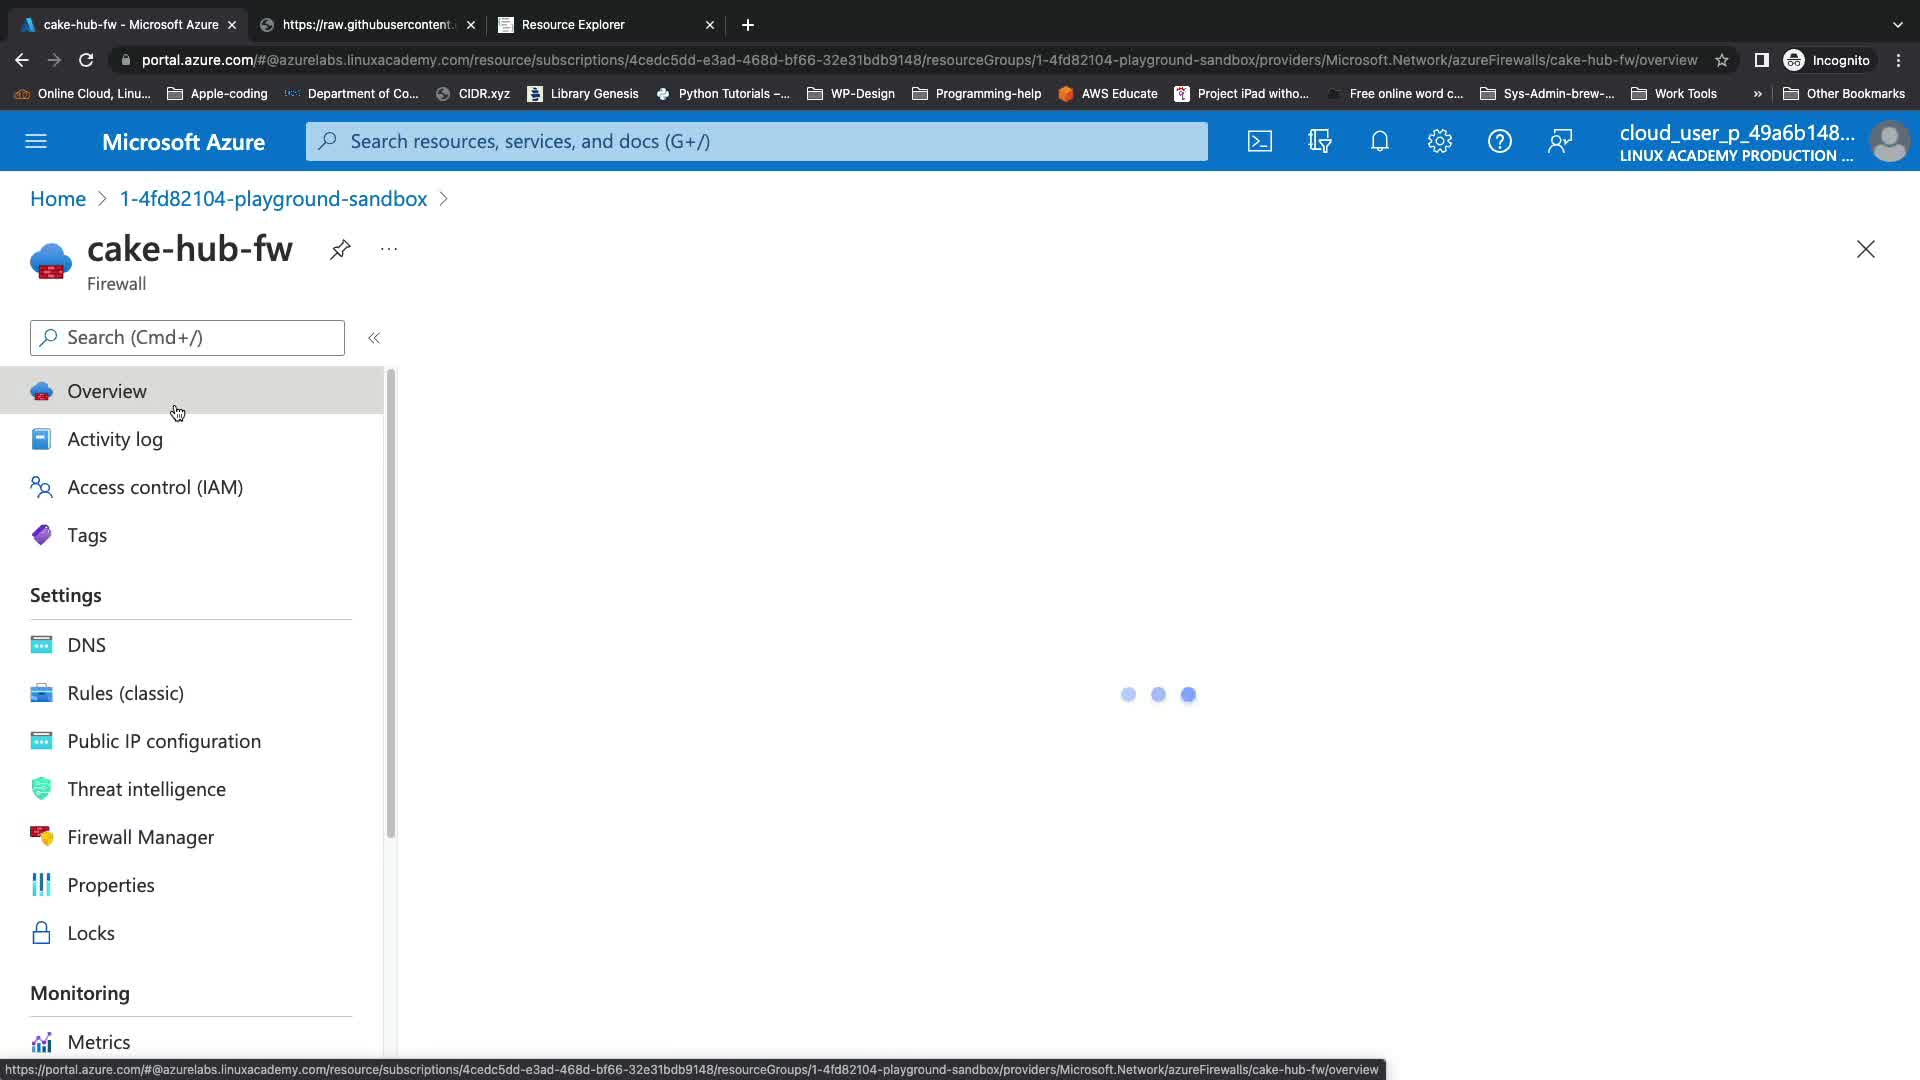 cake-hub-fw - Microsoft Azure
https://raw.githubusercontent.
Resource Explorer
portal.azure.com/#@azurelabs.linuxacademy.com/resource/subscriptions/4cedc5dd-e3ad-468d-bf66-32e31bdb9148/resourceGroups/1-4fd82104-playground-sandbox/providers/Microsoft.Network/azureFirewalls/cake-hub-fw/overview
Incognito
Online Cloud, Linu...
Apple-coding
Department of Co...
CIDR.xyz
Library Genesis
Python Tutorials –...
WP-Design
Programming-help
AWS Educate
Project iPad witho...
Free online word c...
Sys-Admin-brew-...
Work Tools
»
Other Bookmarks
Microsoft Azure
Search resources, services, and docs (G+/)
cloud_user_p_49a6b148...
LINUX ACADEMY PRODUCTION ...
Home > 1-4fd82104-playground-sandbox >
cake-hub-fw
...
Firewall
Search (Cmd+/)
«
Overview
Activity log
Access control (IAM)
Tags
Settings
DNS
Rules (classic)
Public IP configuration
Threat intelligence
Firewall Manager
Properties
Locks
Monitoring
Metrics
https://portal.azure.com/#@azurelabs.linuxacademy.com/resource/subscriptions/4cedc5dd-e3ad-468d-bf66-32e31bdb9148/resourceGroups/1-4fd82104-playground-sandbox/providers/Microsoft.Network/azureFirewalls/cake-hub-fw/overview